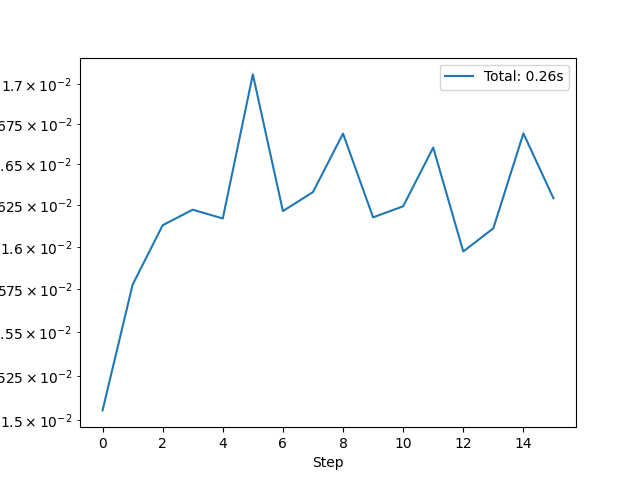 Total: 0.26s
1.7 × 10⁻²
675 × 10⁻²
.65 × 10⁻²
625 × 10⁻²
1.6 × 10⁻²
575 × 10⁻²
.55 × 10⁻²
525 × 10⁻²
1.5 × 10⁻²
0 2 4 6 8 10 12 14
Step